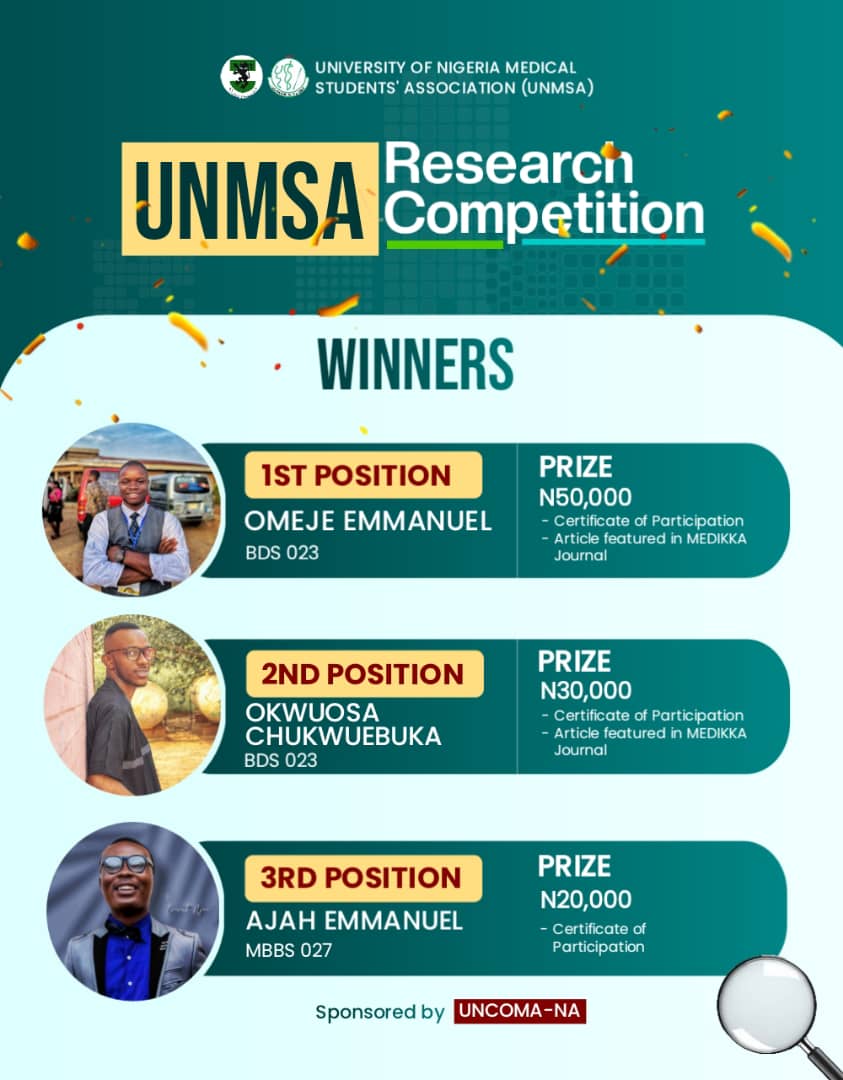 UNIVERSITY OF NIGERIA MEDICAL
STUDENTS' ASSOCIATION (UNMSA)
UNMSA
Research
Competition
WINNERS
1ST POSITION
OMEJE EMMANUEL
BDS 023
PRIZE
N50,000
- Certificate of Participation
- Article featured in MEDIKKA
Journal
2ND POSITION
OKWUOSA
CHUKWUEBUKA
BDS 023
PRIZE
N30,000
- Certificate of Participation
- Article featured in MEDIKKA
Journal
3RD POSITION
AJAH EMMANUEL
MBBS 027
PRIZE
N20,000
- Certificate of
Participation
Sponsored by UNCOMA-NA